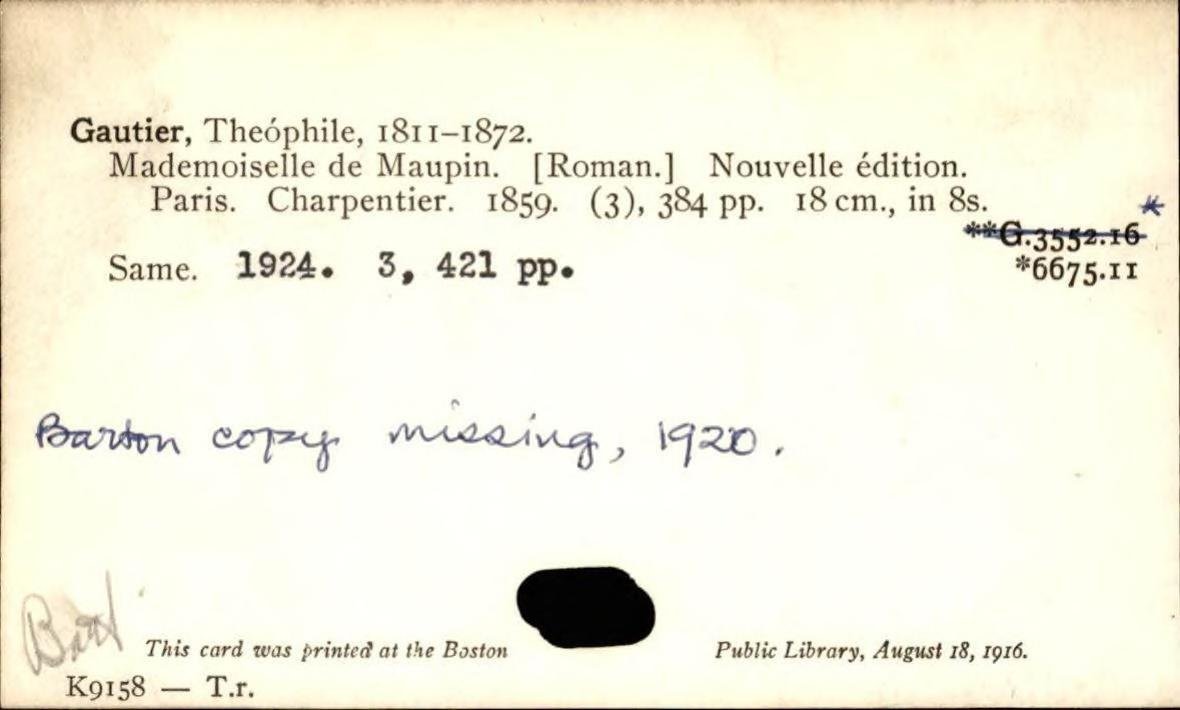 Gautier, Theóphile, 1811–1872.
Mademoiselle de Maupin. [Roman.] Nouvelle édition.
Paris. Charpentier. 1859. (3), 384 pp. 18 cm., in 8s.
*
**G.3552.16
Same. 1924. 3, 421 pp. *6675.11
Barton copy missing, 1920.
Bart
This card was printed at the Boston Public Library, August 18, 1916.
K9158 — T.r.